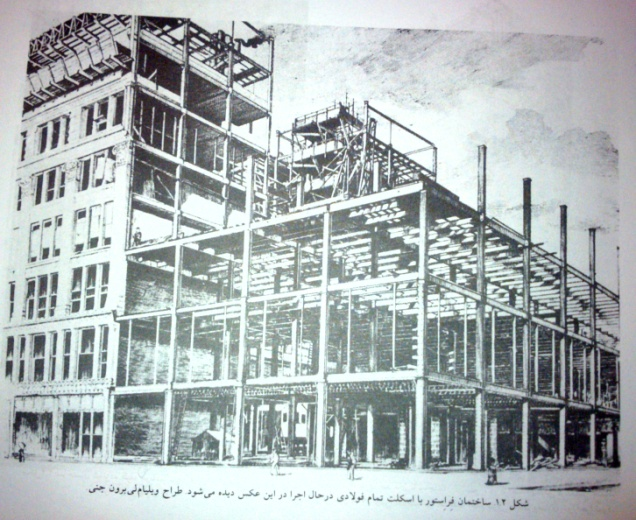 شکل ۱۲ ساختمان فراستور با اسکلت تمام فولادی درحال اجرا در این عکس دیده می‌شود. طراح ویلیام‌لی‌برون جنی